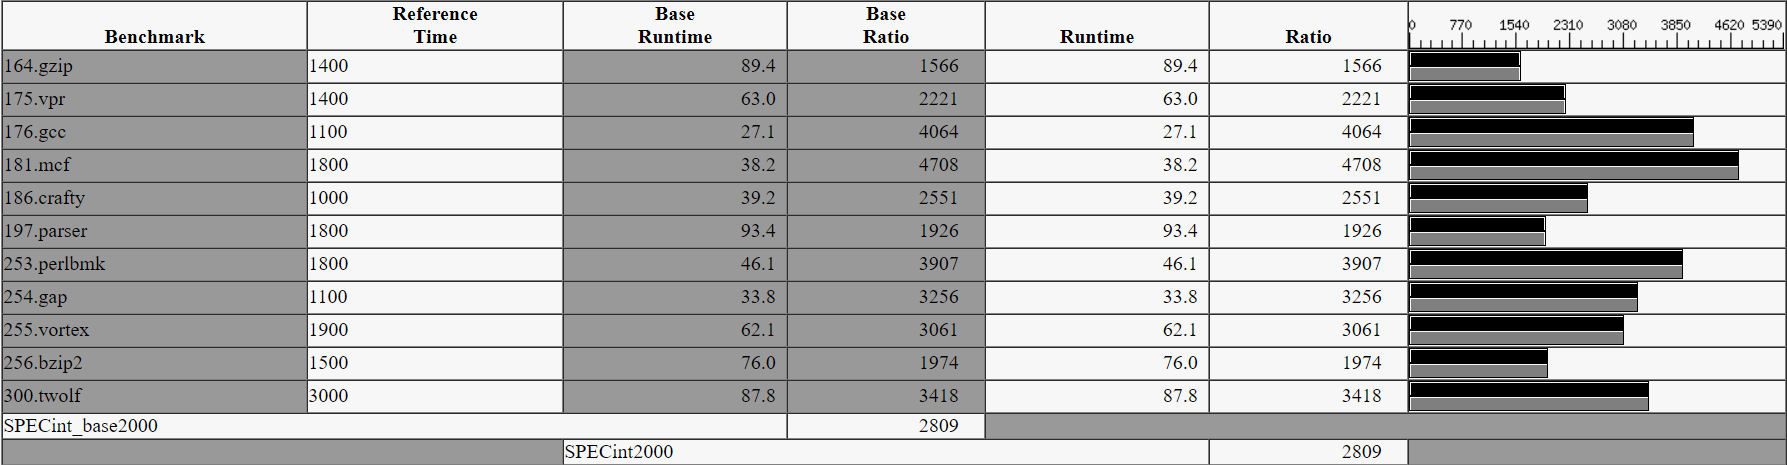 Benchmark Reference Time Base Runtime Base Ratio Runtime Ratio 0 770 1540 2310 3080 3850 4620 5390
164.gzip 1400 89.4 1566 89.4 1566
175.vpr 1400 63.0 2221 63.0 2221
176.gcc 1100 27.1 4064 27.1 4064
181.mcf 1800 38.2 4708 38.2 4708
186.crafty 1000 39.2 2551 39.2 2551
197.parser 1800 93.4 1926 93.4 1926
253.perlbmk 1800 46.1 3907 46.1 3907
254.gap 1100 33.8 3256 33.8 3256
255.vortex 1900 62.1 3061 62.1 3061
256.bzip2 1500 76.0 1974 76.0 1974
300.twolf 3000 87.8 3418 87.8 3418
SPECint_base2000 2809
SPECint2000 2809